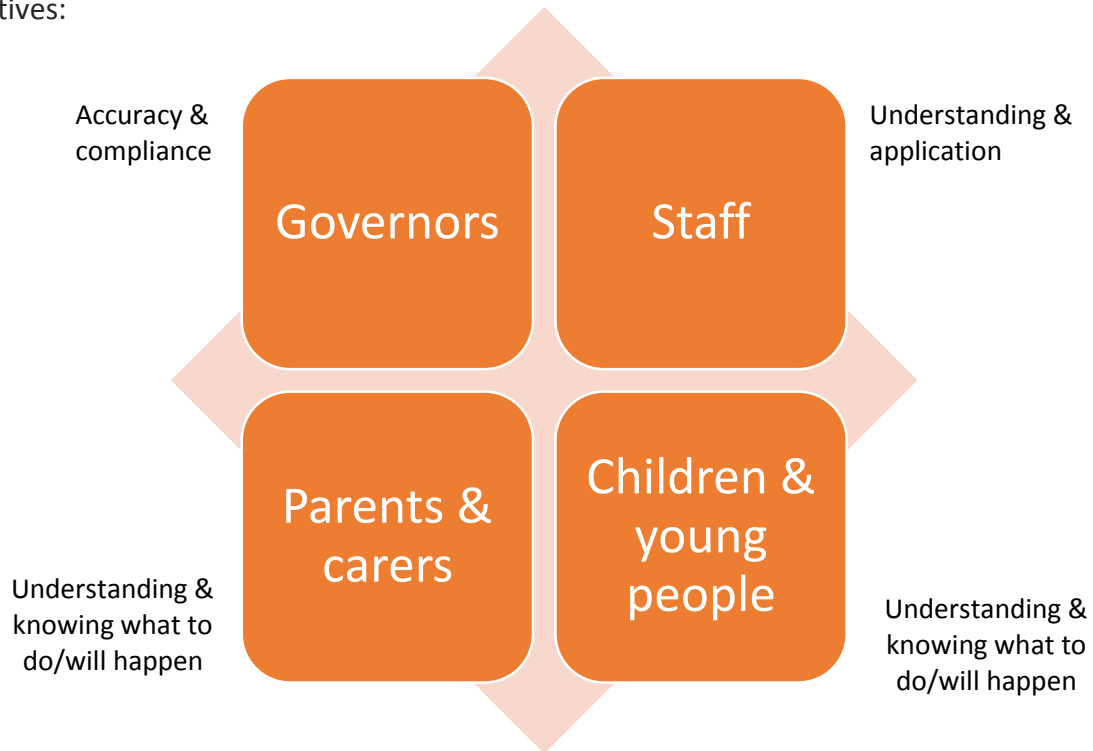 tives:
Accuracy &
compliance
Governors
Staff
Understanding &
application
Parents &
carers
Children &
young
people
Understanding &
knowing what to
do/will happen
Understanding &
knowing what to
do/will happen